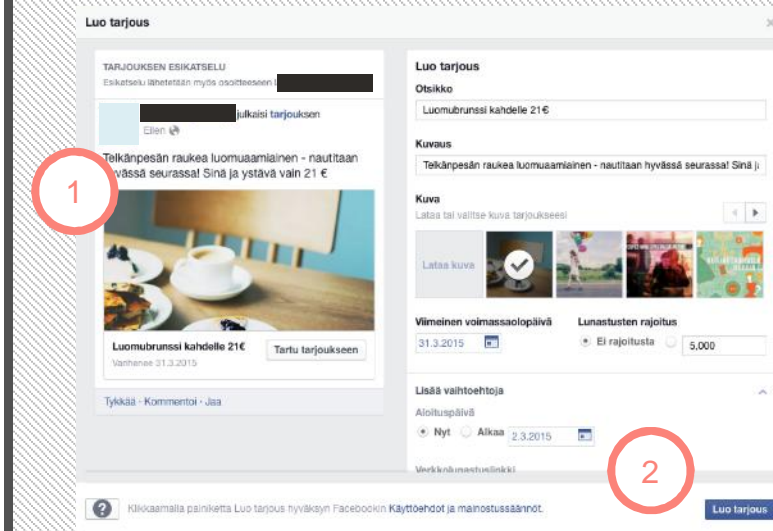 Luo tarjous
TARJOUKSEN ESIKATSELU
Esikatselu lähetetään myös osoitteeseen
julkaisi tarjouksen
Eilen
Telkänpesän raukea luomuaamiainen - nautitaan
hyvässä seurassa! Sinä ja ystävä vain 21 €
1
Luomubrunssi kahdelle 21€
Vanhenee 31.3.2015
Tartu tarjoukseen
Tykkää · Kommentoi · Jaa
Luo tarjous
Otsikko
Luomubrunssi kahdelle 21€
Kuvaus
Telkänpesän raukea luomuaamiainen - nautitaan hyvässä seurassa! Sinä j
Kuva
Lataa tai valitse kuva tarjoukseesi
Lataa kuva
Viimeinen voimassaolopäivä
31.3.2015
Lunastusten rajoitus
Ei rajoitusta
5,000
Lisää vaihtoehtoja
Aloituspäivä
Nyt
Alkaa
2.3.2015
Verkkolunastuslinkki
2
Klikkaamalla painiketta Luo tarjous hyväksyn Facebookin Käyttöehdot ja mainostussäännöt.
Luo tarjous